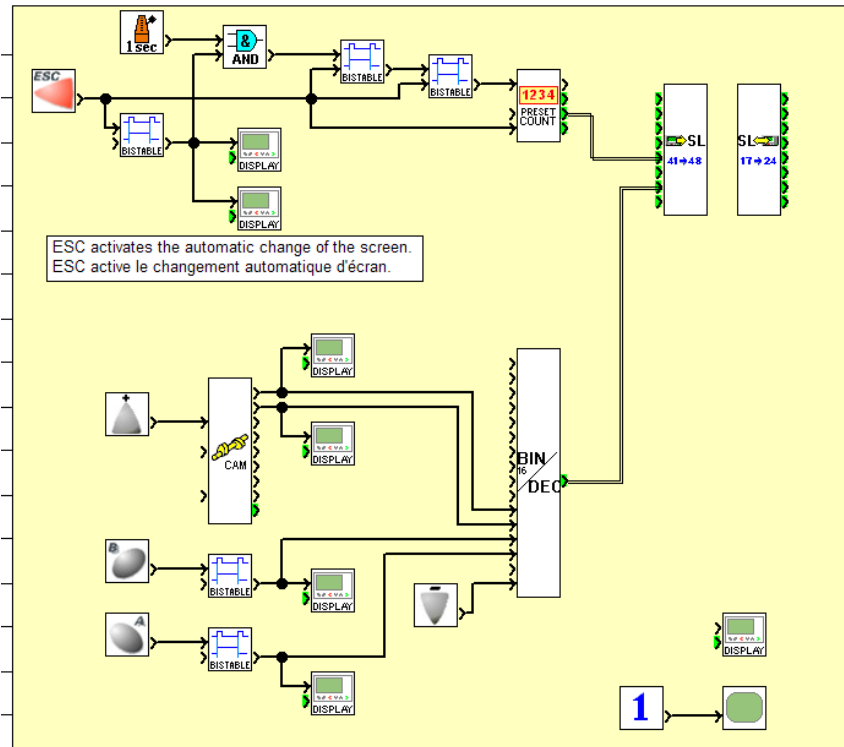 1sec
&
AND
BISTABLE
BISTABLE
1234
PRESET
COUNT
ESC
BISTABLE
DISPLAY
DISPLAY
SL
41→48
SL
17→24
ESC activates the automatic change of the screen.
ESC active le changement automatique d'écran.
DISPLAY
+
CAM
DISPLAY
BIN
16
DEC
B
BISTABLE
DISPLAY
-
A
BISTABLE
DISPLAY
DISPLAY
1